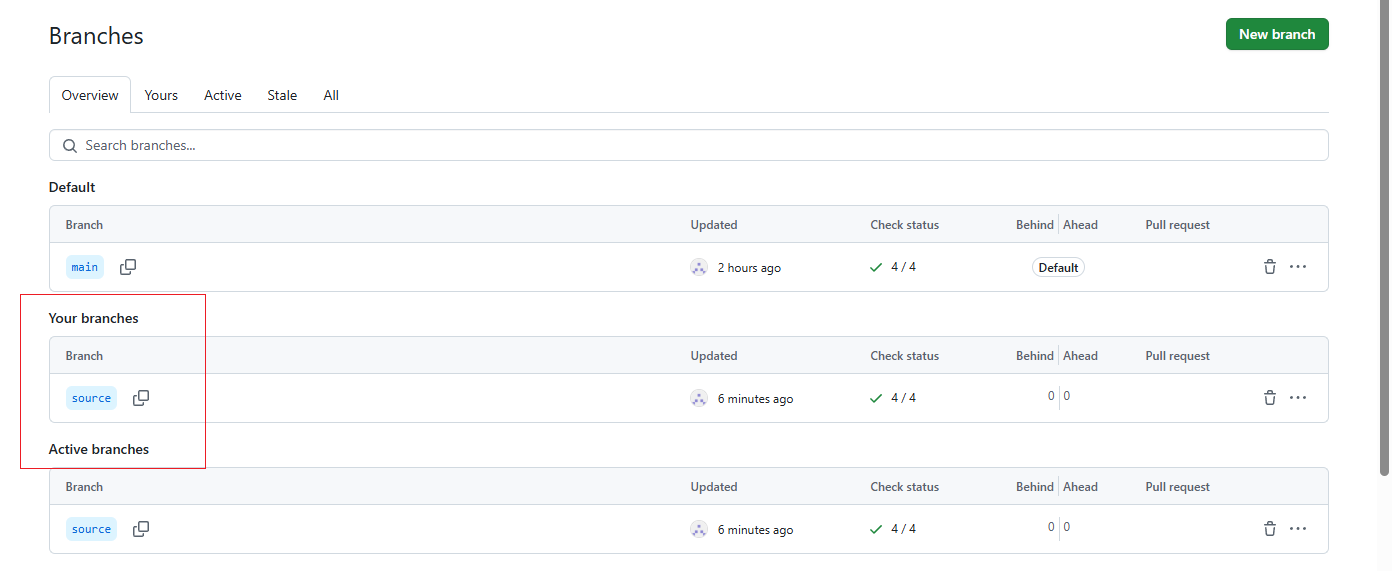 Branches
New branch
Overview Yours Active Stale All
Search branches...
Default
Branch Updated Check status Behind Ahead Pull request
main 2 hours ago 4 / 4 Default
Your branches
Branch Updated Check status Behind Ahead Pull request
source 6 minutes ago 4 / 4 0 0
Active branches
Branch Updated Check status Behind Ahead Pull request
source 6 minutes ago 4 / 4 0 0